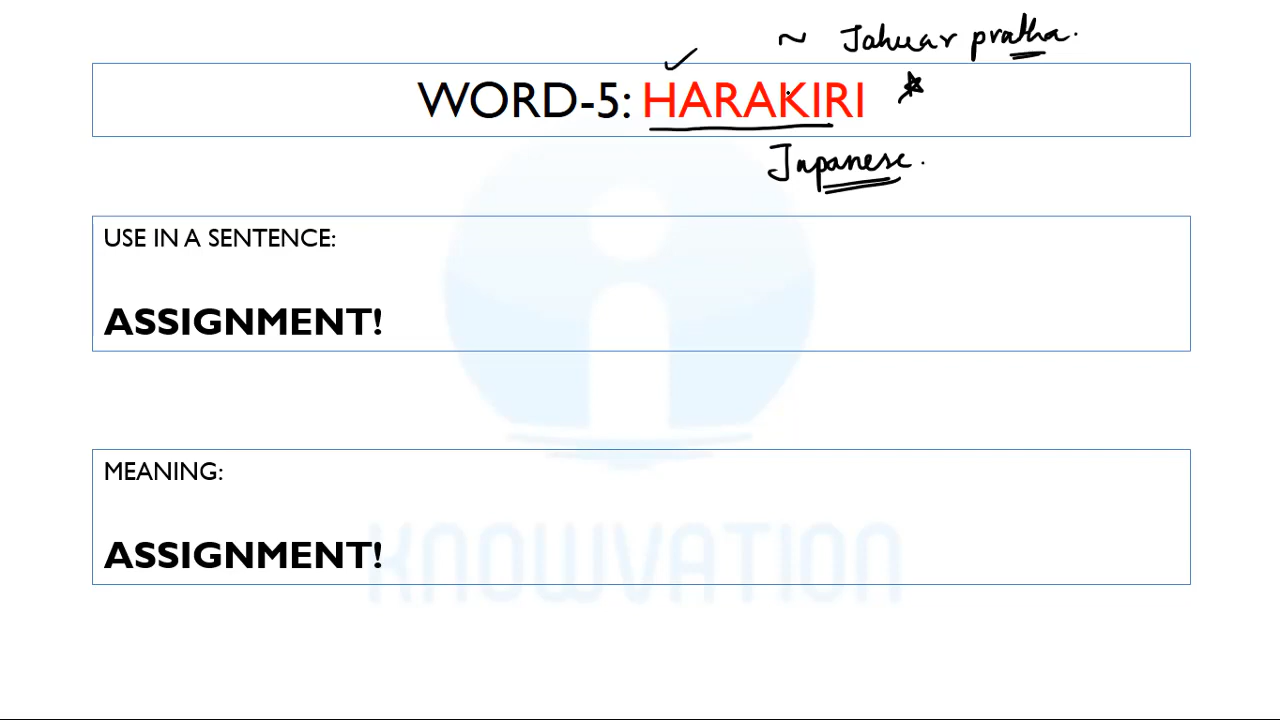 ~ Jahuar pratha.
WORD-5: HARAKIRI
Japanese.
USE IN A SENTENCE:
ASSIGNMENT!
MEANING:
ASSIGNMENT!
KNOWVATION